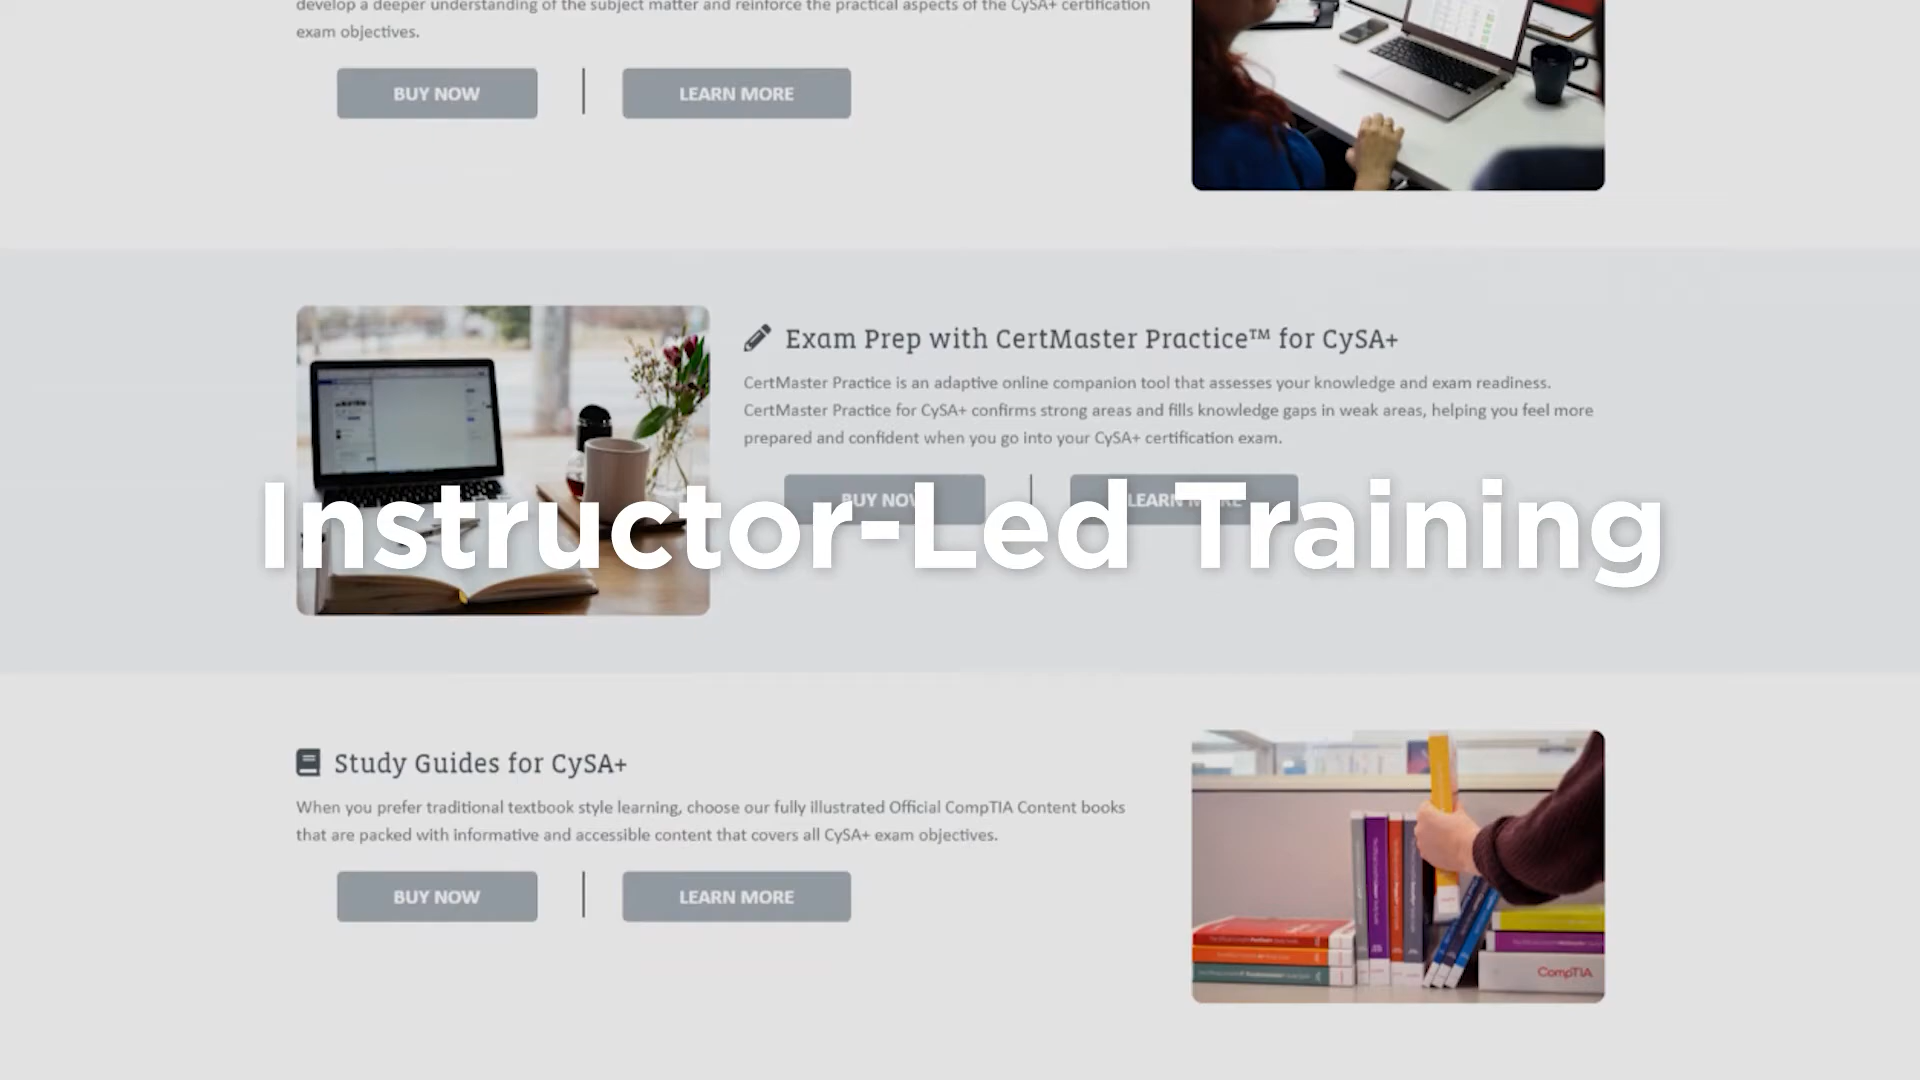 develop a deeper understanding of the subject matter and reinforce the practical aspects of the CySA+ certification
exam objectives.
BUY NOW
LEARN MORE
Exam Prep with CertMaster Practice™ for CySA+
CertMaster Practice is an adaptive online companion tool that assesses your knowledge and exam readiness.
CertMaster Practice for CySA+ confirms strong areas and fills knowledge gaps in weak areas, helping you feel more
prepared and confident when you go into your CySA+ certification exam.
BUY NOW
LEARN MORE
Instructor-Led Training
Study Guides for CySA+
When you prefer traditional textbook style learning, choose our fully illustrated Official CompTIA Content books
that are packed with informative and accessible content that covers all CySA+ exam objectives.
BUY NOW
LEARN MORE
CompTIA